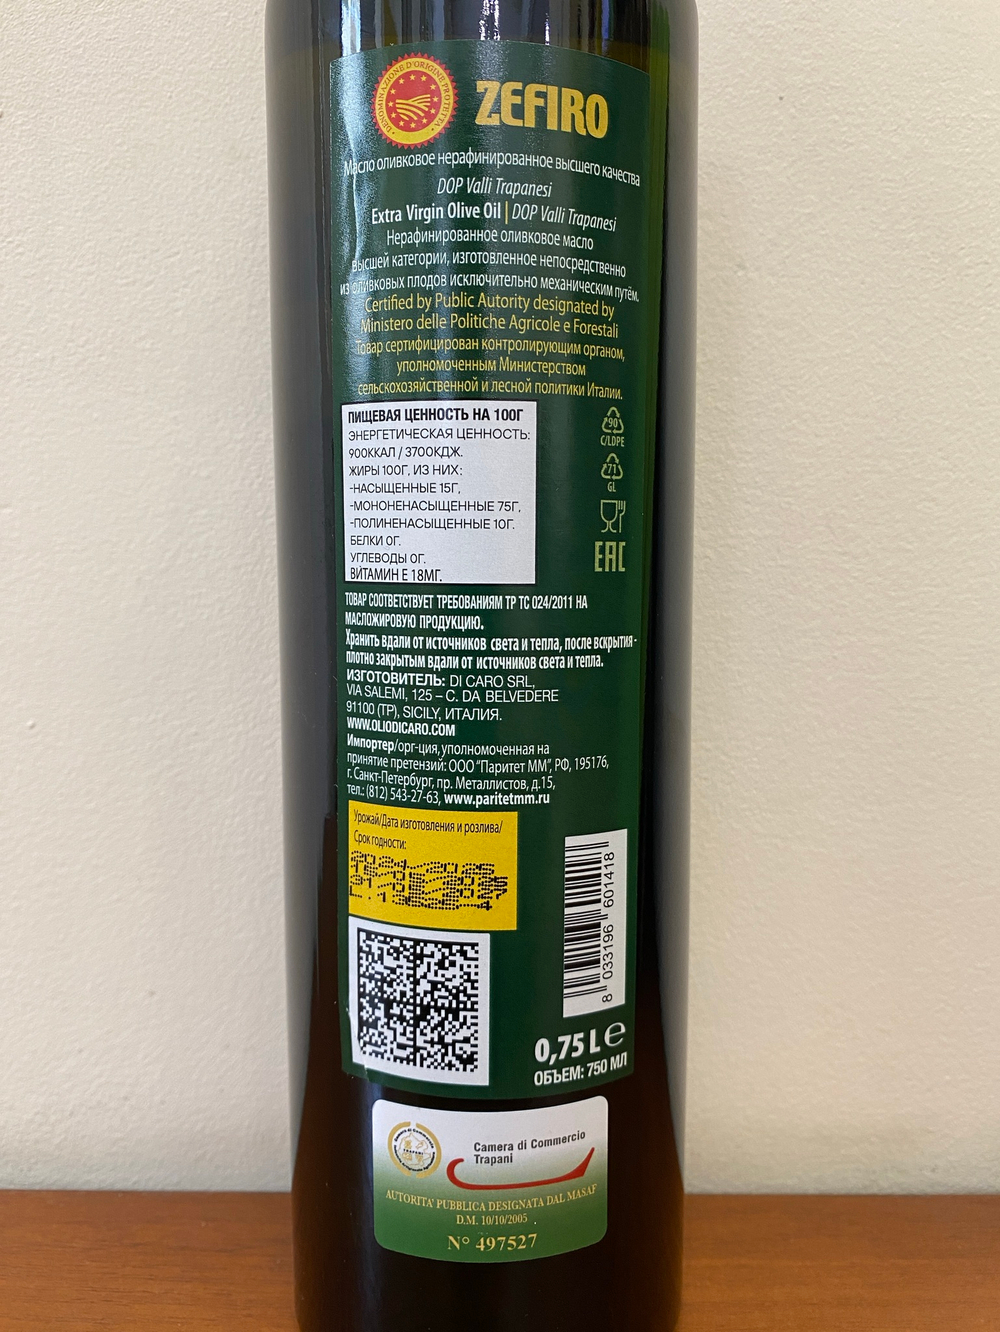 DENOMINAZIONE D'ORIGINE PROTETTA
ZEFIRO
Масло оливковое нерафинированное высшего качества
DOP Valli Trapanesi
Extra Virgin Olive Oil | DOP Valli Trapanesi
Нерафинированное оливковое масло
высшей категории, изготовленное непосредственно
из оливковых плодов исключительно механическим путём.
Certified by Public Autority designated by
Ministero delle Politiche Agricole e Forestali
Товар сертифицирован контролирующим органом,
уполномоченным Министерством
сельскохозяйственной и лесной политики Италии.
ПИЩЕВАЯ ЦЕННОСТЬ НА 100Г
ЭНЕРГЕТИЧЕСКАЯ ЦЕННОСТЬ:
900ККАЛ / 3700КДЖ.
ЖИРЫ 100Г, ИЗ НИХ:
-НАСЫЩЕННЫЕ 15Г,
-МОНОНЕНАСЫЩЕННЫЕ 75Г,
-ПОЛИНЕНАСЫЩЕННЫЕ 10Г.
БЕЛКИ 0Г.
УГЛЕВОДЫ 0Г.
ВИТАМИН Е 18МГ.
90
C/LDPE
71
GL
EAC
ТОВАР СООТВЕТСТВУЕТ ТРЕБОВАНИЯМ ТР ТС 024/2011 НА
МАСЛОЖИРОВУЮ ПРОДУКЦИЮ.
Хранить вдали от источников света и тепла, после вскрытия -
плотно закрытым вдали от источников света и тепла.
ИЗГОТОВИТЕЛЬ: DI CARO SRL,
VIA SALEMI, 125 – C. DA BELVEDERE
91100 (TP), SICILY, ИТАЛИЯ.
WWW.OLIODICARO.COM
Импортер/орг-ция, уполномоченная на
принятие претензий: ООО "Паритет ММ", РФ, 195176,
г. Санкт-Петербург, пр. Металлистов, д.15,
тел.: (812) 543-27-63, www.paritetmm.ru
Урожай/Дата изготовления и розлива/
Срок годности:
8 033196 601418
0,75 L e
ОБЪЕМ: 750 МЛ
Camera di Commercio
TRAPANI
Camera di Commercio
Trapani
AUTORITA' PUBBLICA DESIGNATA DAL MASAF
D.M. 10/10/2005
N° 497527